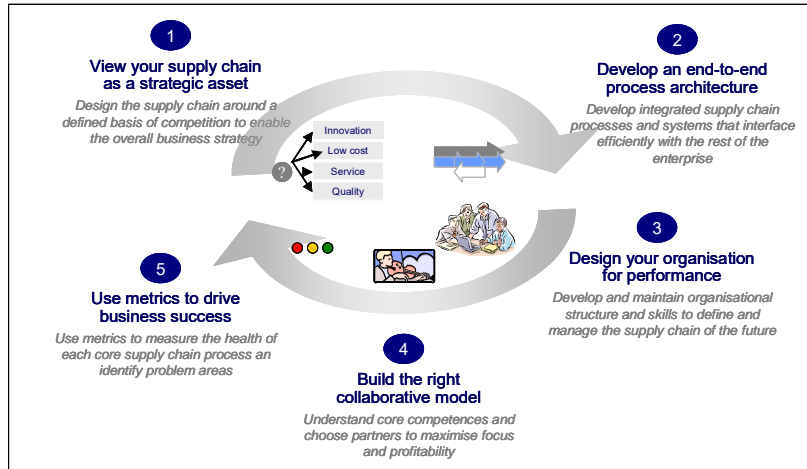 1
View your supply chain
as a strategic asset
Design the supply chain around a
defined basis of competition to enable
the overall business strategy
?
Innovation
Low cost
Service
Quality
2
Develop an end-to-end
process architecture
Develop integrated supply chain
processes and systems that interface
efficiently with the rest of the
enterprise
3
Design your organisation
for performance
Develop and maintain organisational
structure and skills to define and
manage the supply chain of the future
4
Build the right
collaborative model
Understand core competences and
choose partners to maximise focus
and profitability
5
Use metrics to drive
business success
Use metrics to measure the health of
each core supply chain process an
identify problem areas